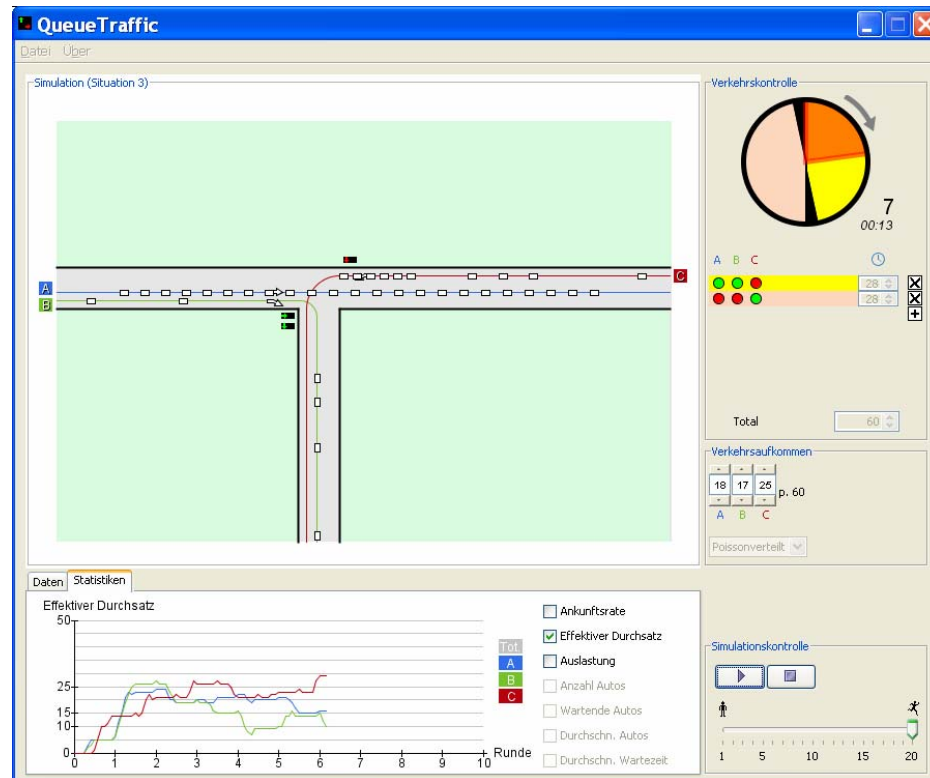 QueueTraffic
Datei Über
Simulation (Situation 3)
A
B
C
Verkehrskontrolle
7
00:13
A B C
28
28
Total 60
Verkehrsaufkommen
18 17 25 p. 60
A B C
Poissonverteilt
Daten Statistiken
Effektiver Durchsatz
50
25
15
10
0
0 1 2 3 4 5 6 7 8 9 10
Runde
Tot.
A
B
C
Ankunftsrate
Effektiver Durchsatz
Auslastung
Anzahl Autos
Wartende Autos
Durchschn. Autos
Durchschn. Wartezeit
Simulationskontrolle
1 5 10 15 20